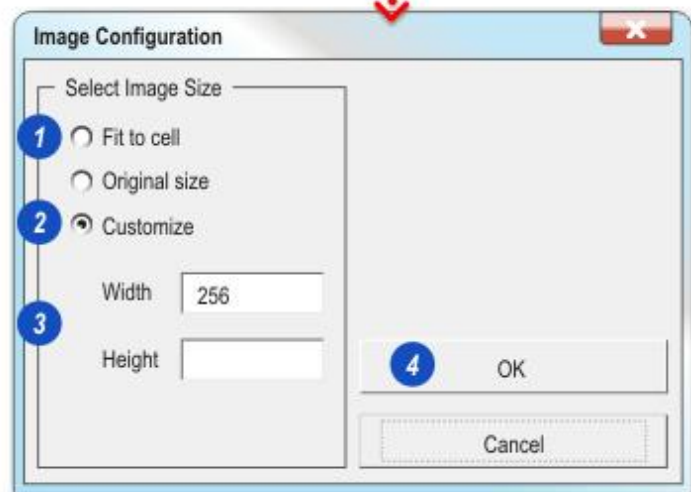 Image Configuration
Select Image Size
1 Fit to cell
Original size
2 Customize
Width 256
3
Height
4 OK
Cancel